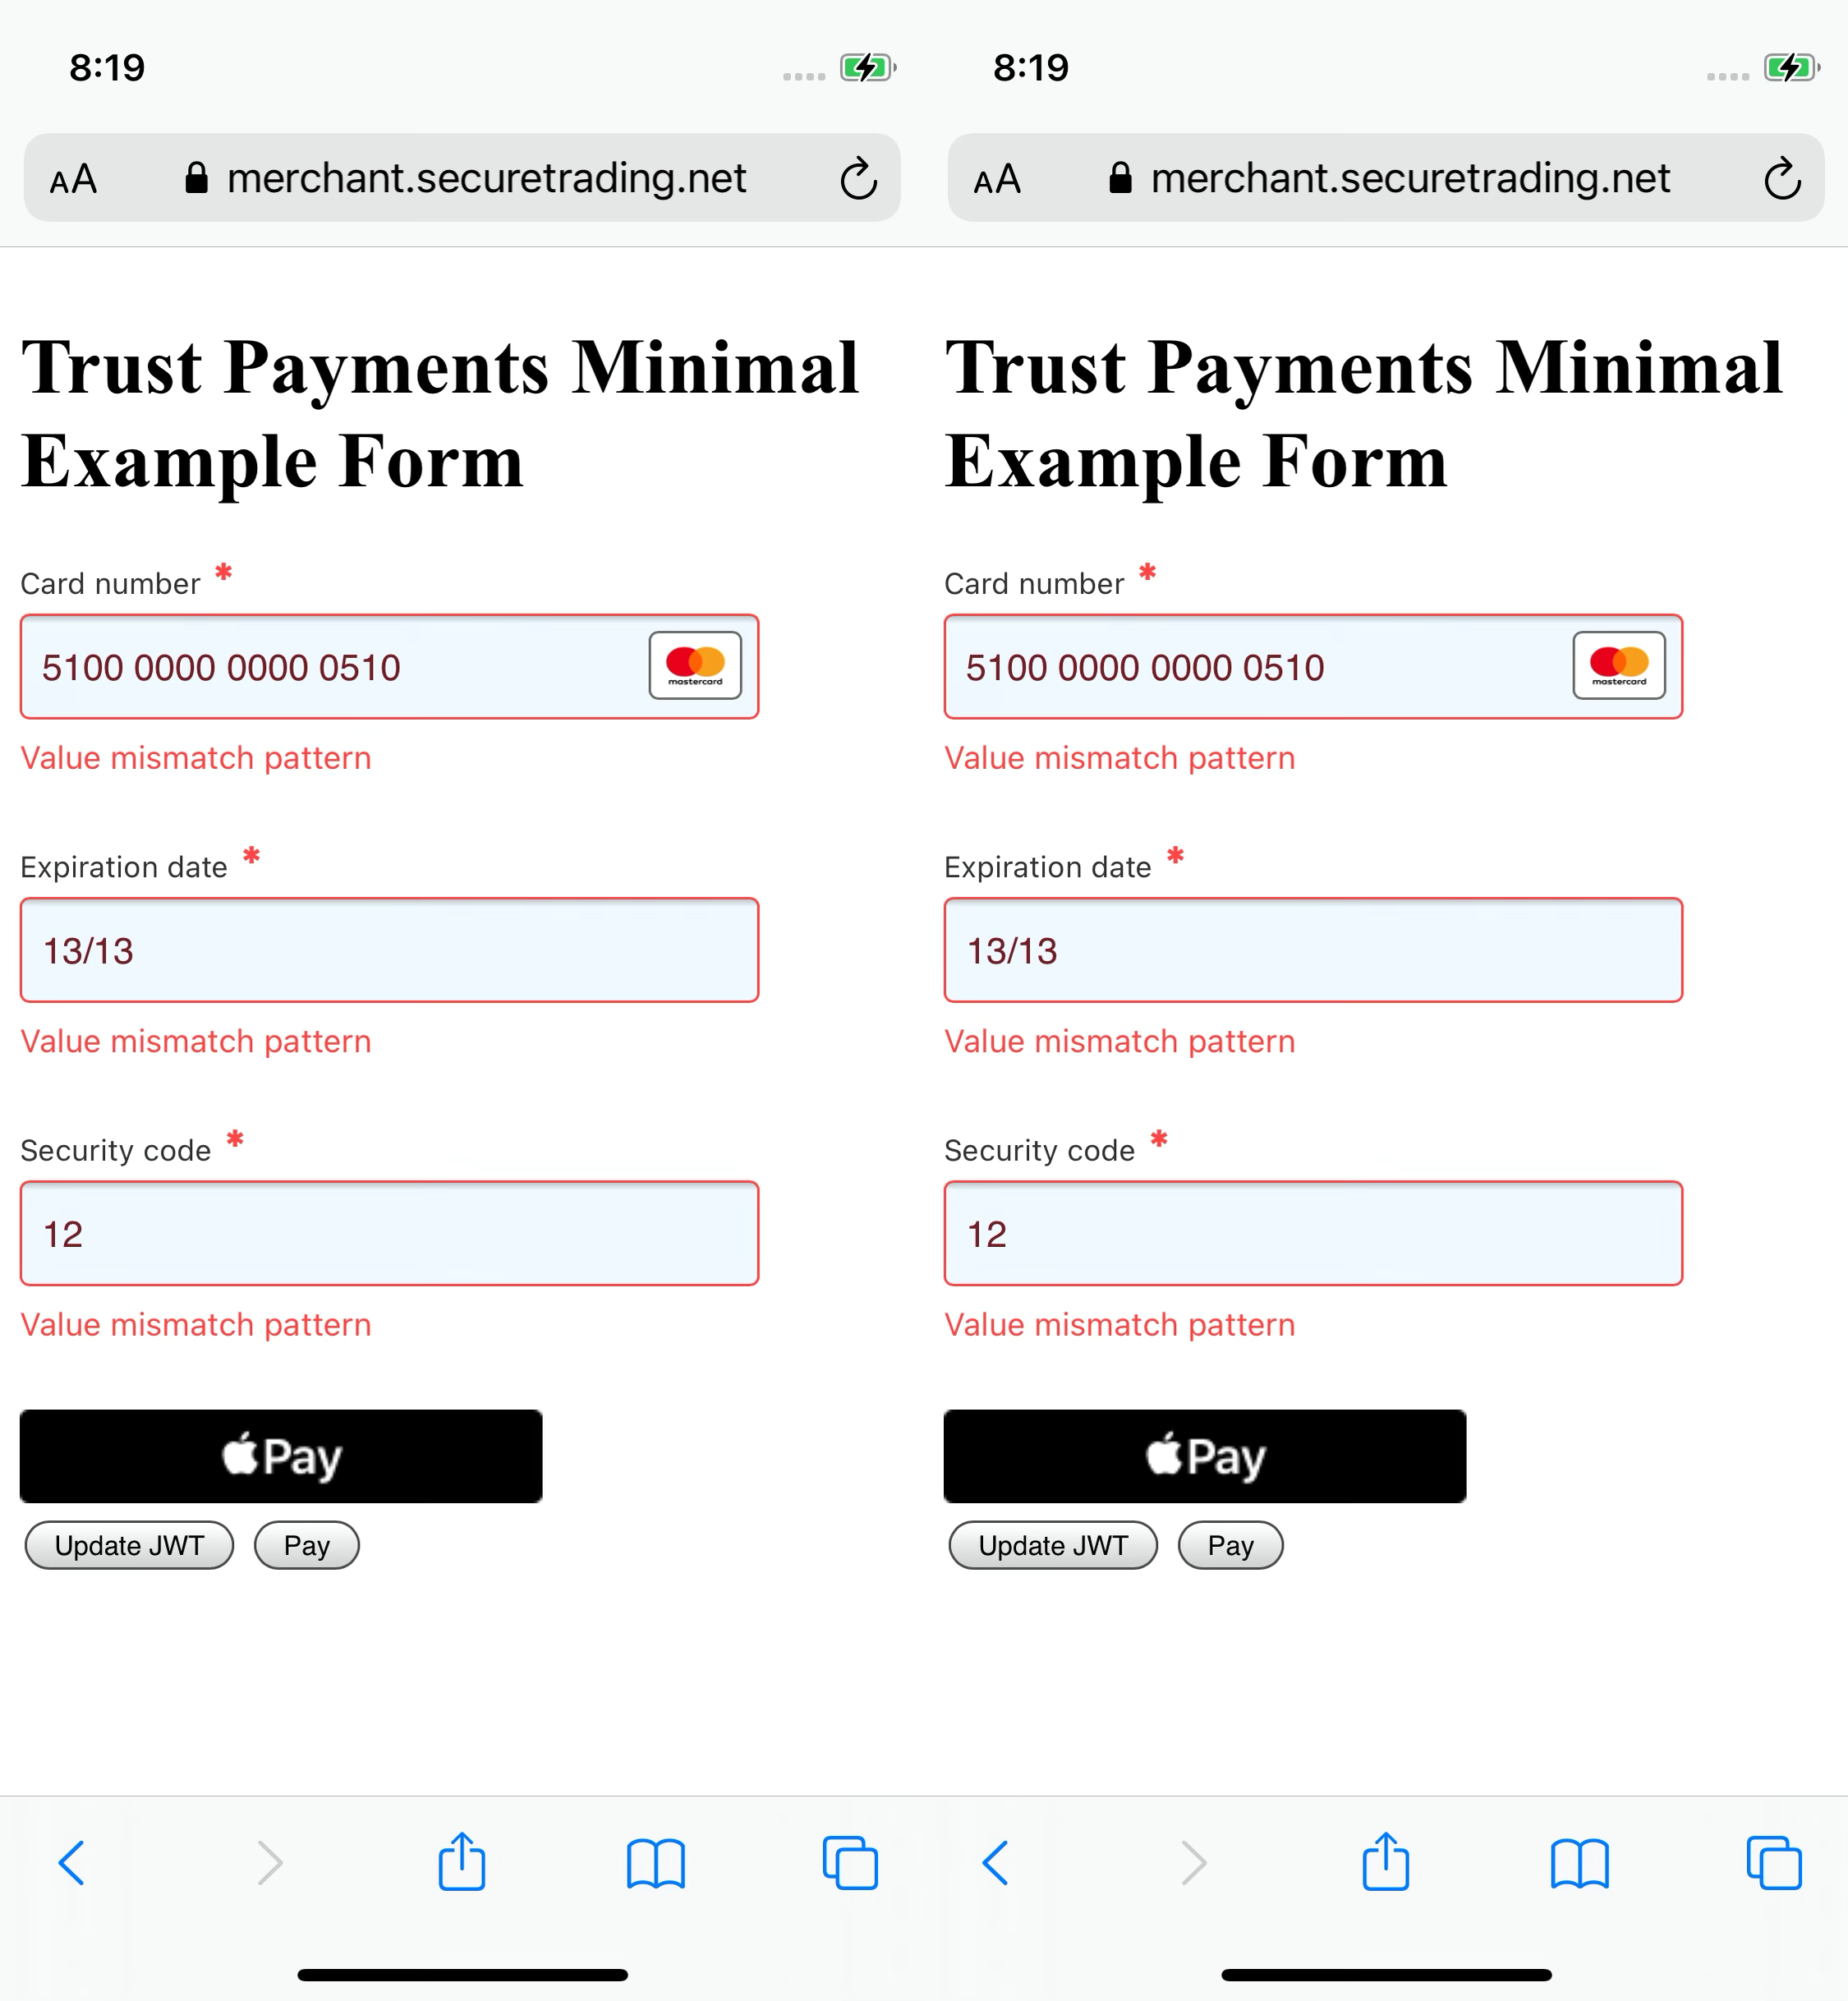 8:19
AA merchant.securetrading.net
Trust Payments Minimal
Example Form
Card number *
5100 0000 0000 0510 mastercard
Value mismatch pattern
Expiration date *
13/13
Value mismatch pattern
Security code *
12
Value mismatch pattern
Pay
Update JWT Pay
8:19
AA merchant.securetrading.net
Trust Payments Minimal
Example Form
Card number *
5100 0000 0000 0510 mastercard
Value mismatch pattern
Expiration date *
13/13
Value mismatch pattern
Security code *
12
Value mismatch pattern
Pay
Update JWT Pay